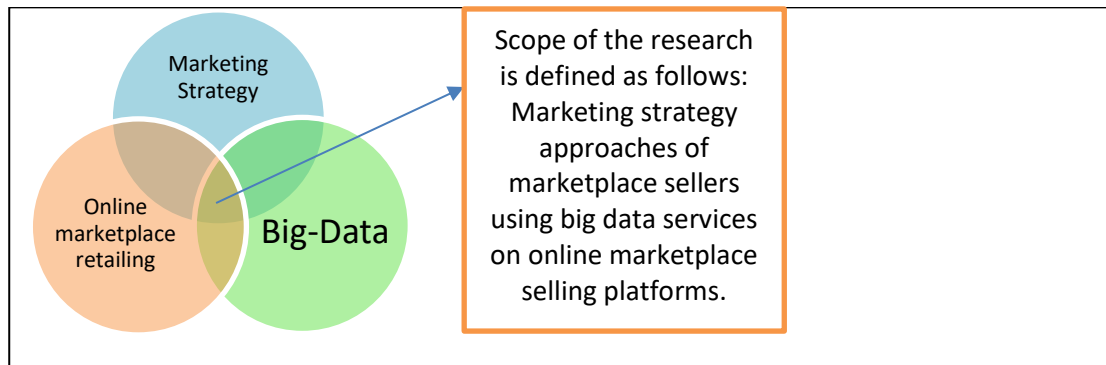 Marketing
Strategy
Online
marketplace
retailing
Big-Data
Scope of the research
is defined as follows:
Marketing strategy
approaches of
marketplace sellers
using big data services
on online marketplace
selling platforms.